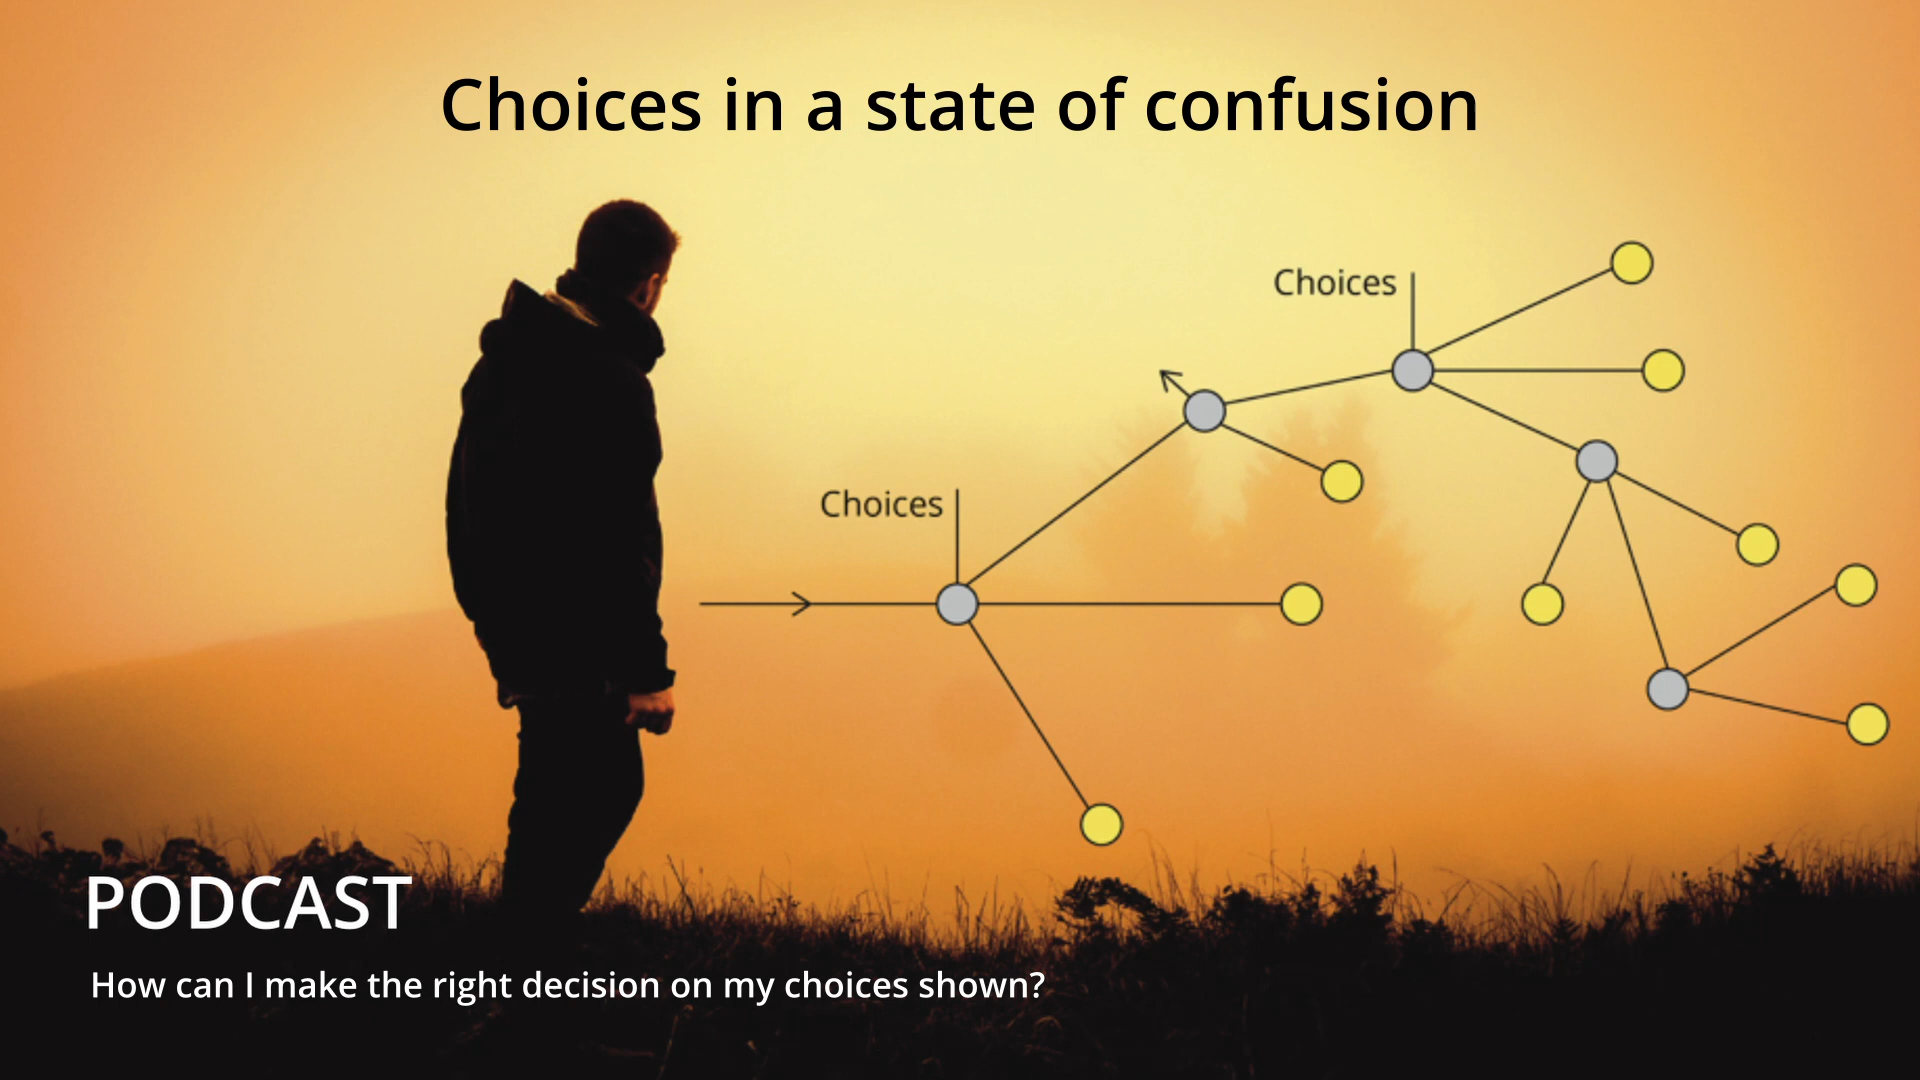 Choices in a state of confusion
Choices
Choices
PODCAST
How can I make the right decision on my choices shown?